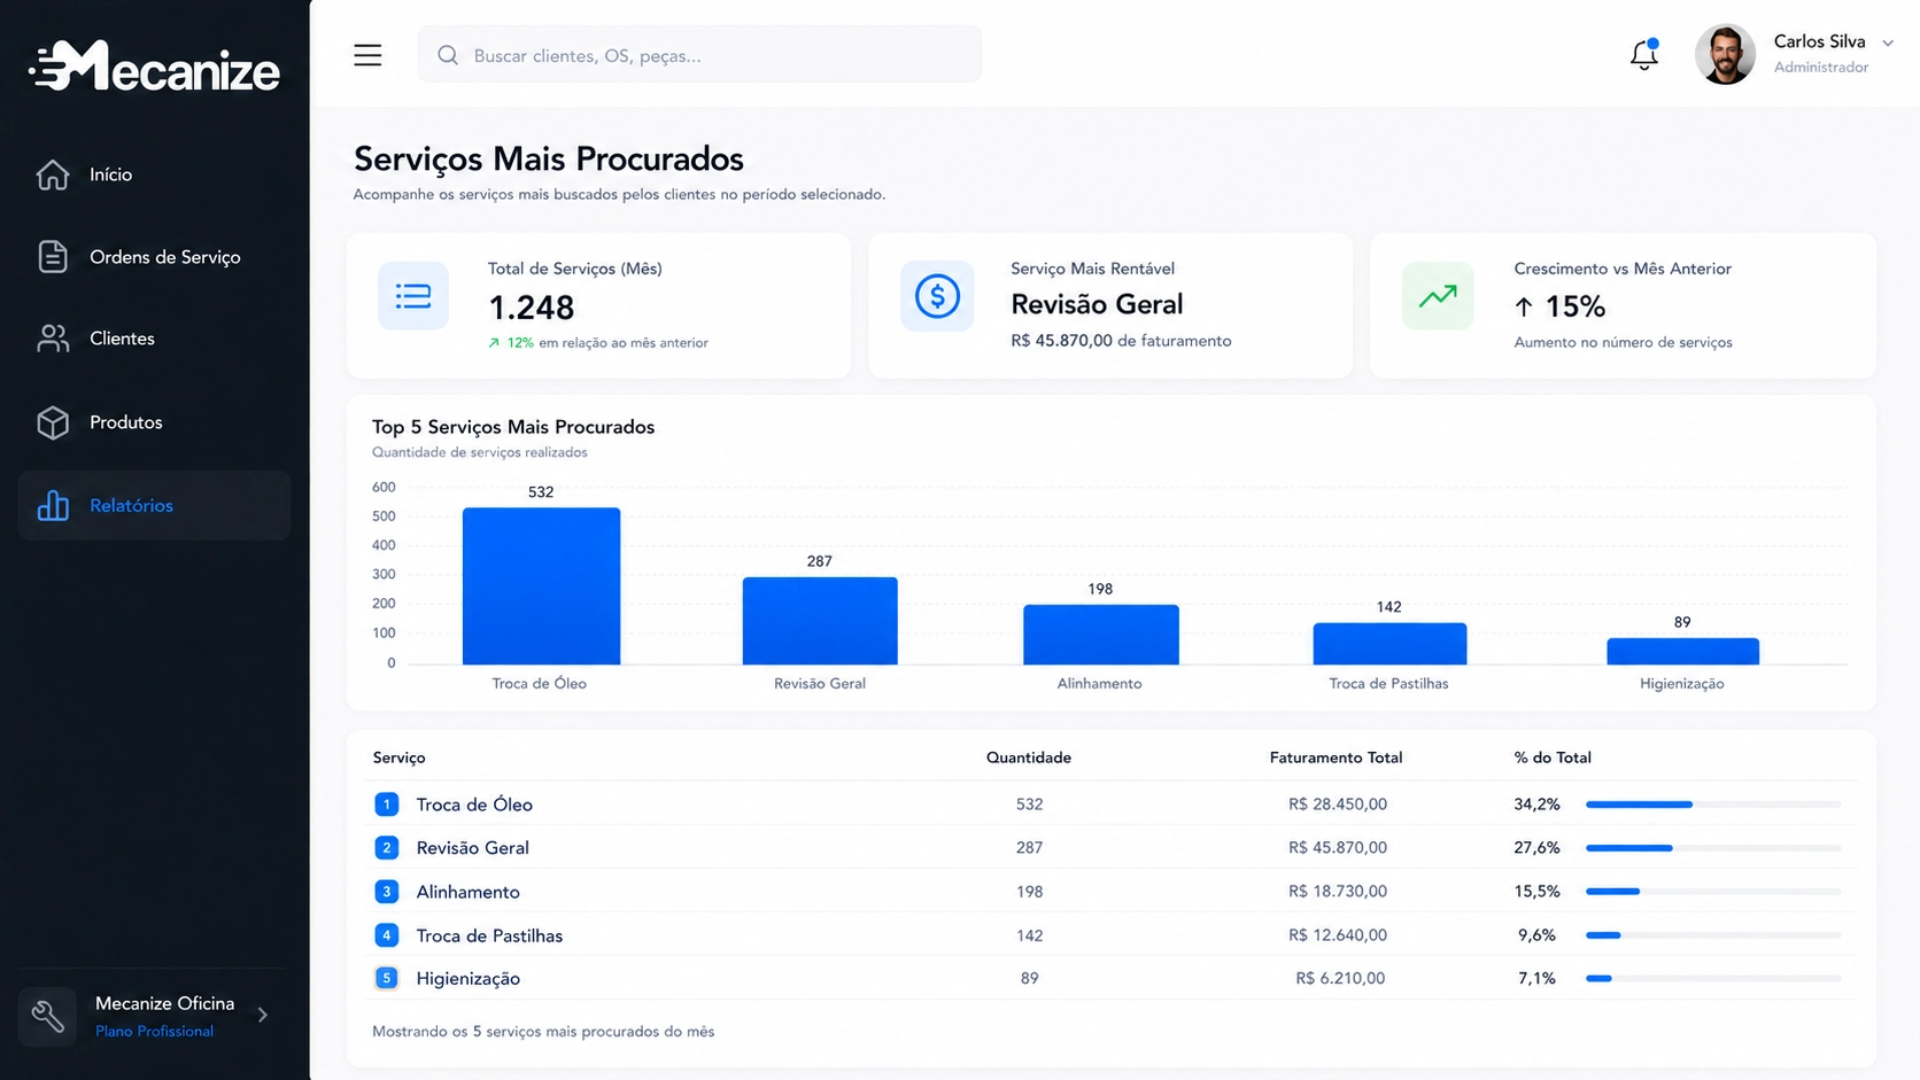 Mecanize
Início
Ordens de Serviço
Clientes
Produtos
Relatórios
Mecanize Oficina
Plano Profissional
Buscar clientes, OS, peças...
Carlos Silva
Administrador
Serviços Mais Procurados
Acompanhe os serviços mais buscados pelos clientes no período selecionado.
Total de Serviços (Mês)
1.248
↗ 12% em relação ao mês anterior
Serviço Mais Rentável
Revisão Geral
R$ 45.870,00 de faturamento
Crescimento vs Mês Anterior
↑ 15%
Aumento no número de serviços
Top 5 Serviços Mais Procurados
Quantidade de serviços realizados
600
500
400
300
200
100
0
532
287
198
142
89
Troca de Óleo
Revisão Geral
Alinhamento
Troca de Pastilhas
Higienização
Serviço Quantidade Faturamento Total % do Total
1 Troca de Óleo 532 R$ 28.450,00 34,2%
2 Revisão Geral 287 R$ 45.870,00 27,6%
3 Alinhamento 198 R$ 18.730,00 15,5%
4 Troca de Pastilhas 142 R$ 12.640,00 9,6%
5 Higienização 89 R$ 6.210,00 7,1%
Mostrando os 5 serviços mais procurados do mês